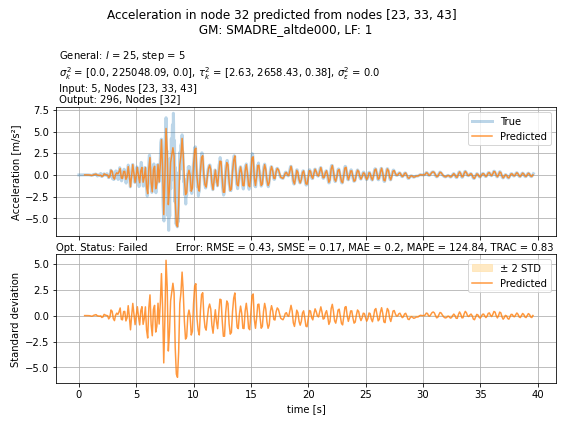 Acceleration in node 32 predicted from nodes [23, 33, 43]
GM: SMADRE_altde000, LF: 1
General: l = 25, step = 5
σ²ₖ = [0.0, 225048.09, 0.0], τ²ₖ = [2.63, 2658.43, 0.38], σ²ε = 0.0
Input: 5, Nodes [23, 33, 43]
Output: 296, Nodes [32]
Acceleration [m/s²]
7.5
5.0
2.5
0.0
−2.5
−5.0
True
Predicted
Opt. Status: Failed
Error: RMSE = 0.43, SMSE = 0.17, MAE = 0.2, MAPE = 124.84, TRAC = 0.83
Standard deviation
5.0
2.5
0.0
−2.5
−5.0
± 2 STD
Predicted
0 5 10 15 20 25 30 35 40
time [s]